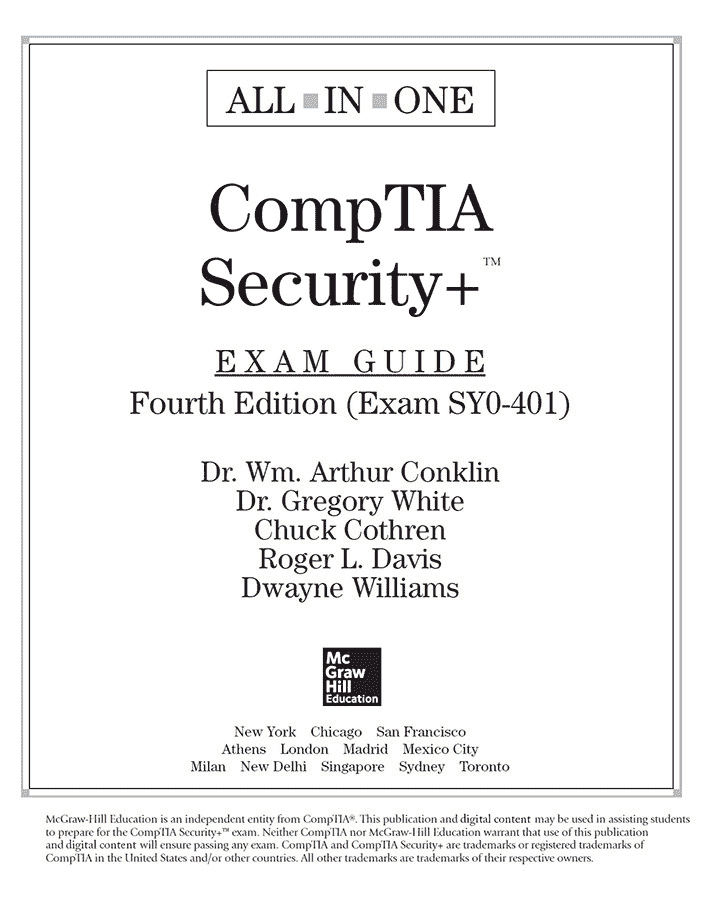 ALL ■ IN ■ ONE
CompTIA
Security+™
EXAM GUIDE
Fourth Edition (Exam SY0-401)
Dr. Wm. Arthur Conklin
Dr. Gregory White
Chuck Cothren
Roger L. Davis
Dwayne Williams
Mc
Graw
Hill
Education
New York Chicago San Francisco
Athens London Madrid Mexico City
Milan New Delhi Singapore Sydney Toronto
McGraw-Hill Education is an independent entity from CompTIA®. This publication and digital content may be used in assisting students
to prepare for the CompTIA Security+™ exam. Neither CompTIA nor McGraw-Hill Education warrant that use of this publication
and digital content will ensure passing any exam. CompTIA and CompTIA Security+ are trademarks or registered trademarks of
CompTIA in the United States and/or other countries. All other trademarks are trademarks of their respective owners.